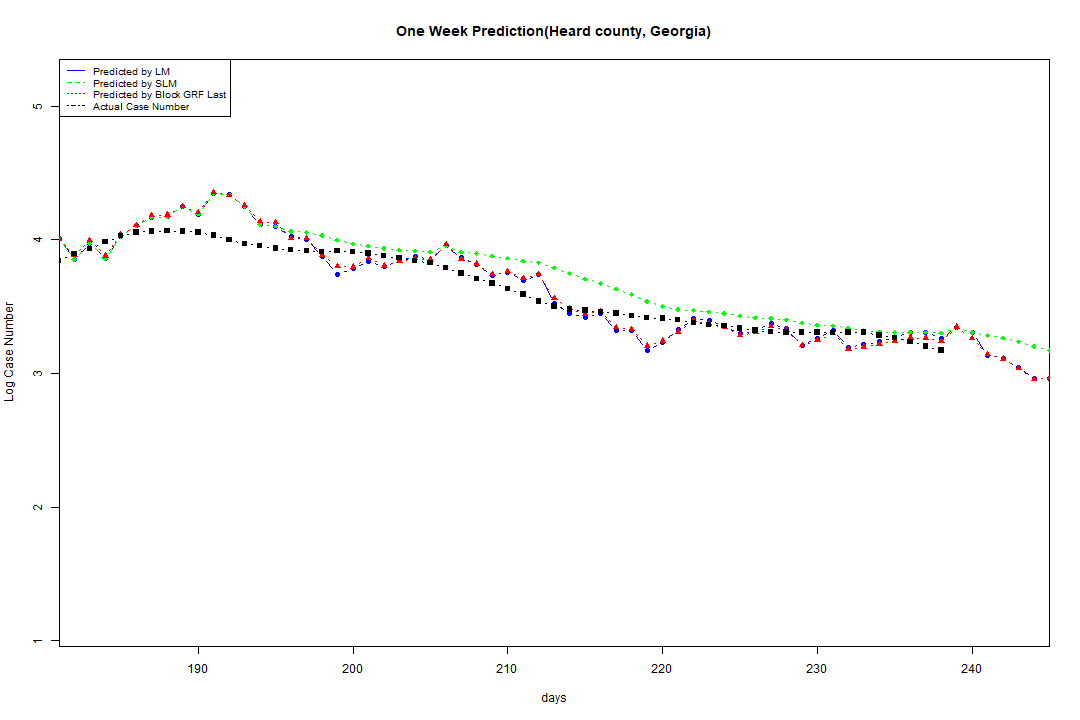 One Week Prediction(Heard county, Georgia)
Predicted by LM
Predicted by SLM
Predicted by Block GRF Last
Actual Case Number
5
4
3
2
1
Log Case Number
190 200 210 220 230 240
days